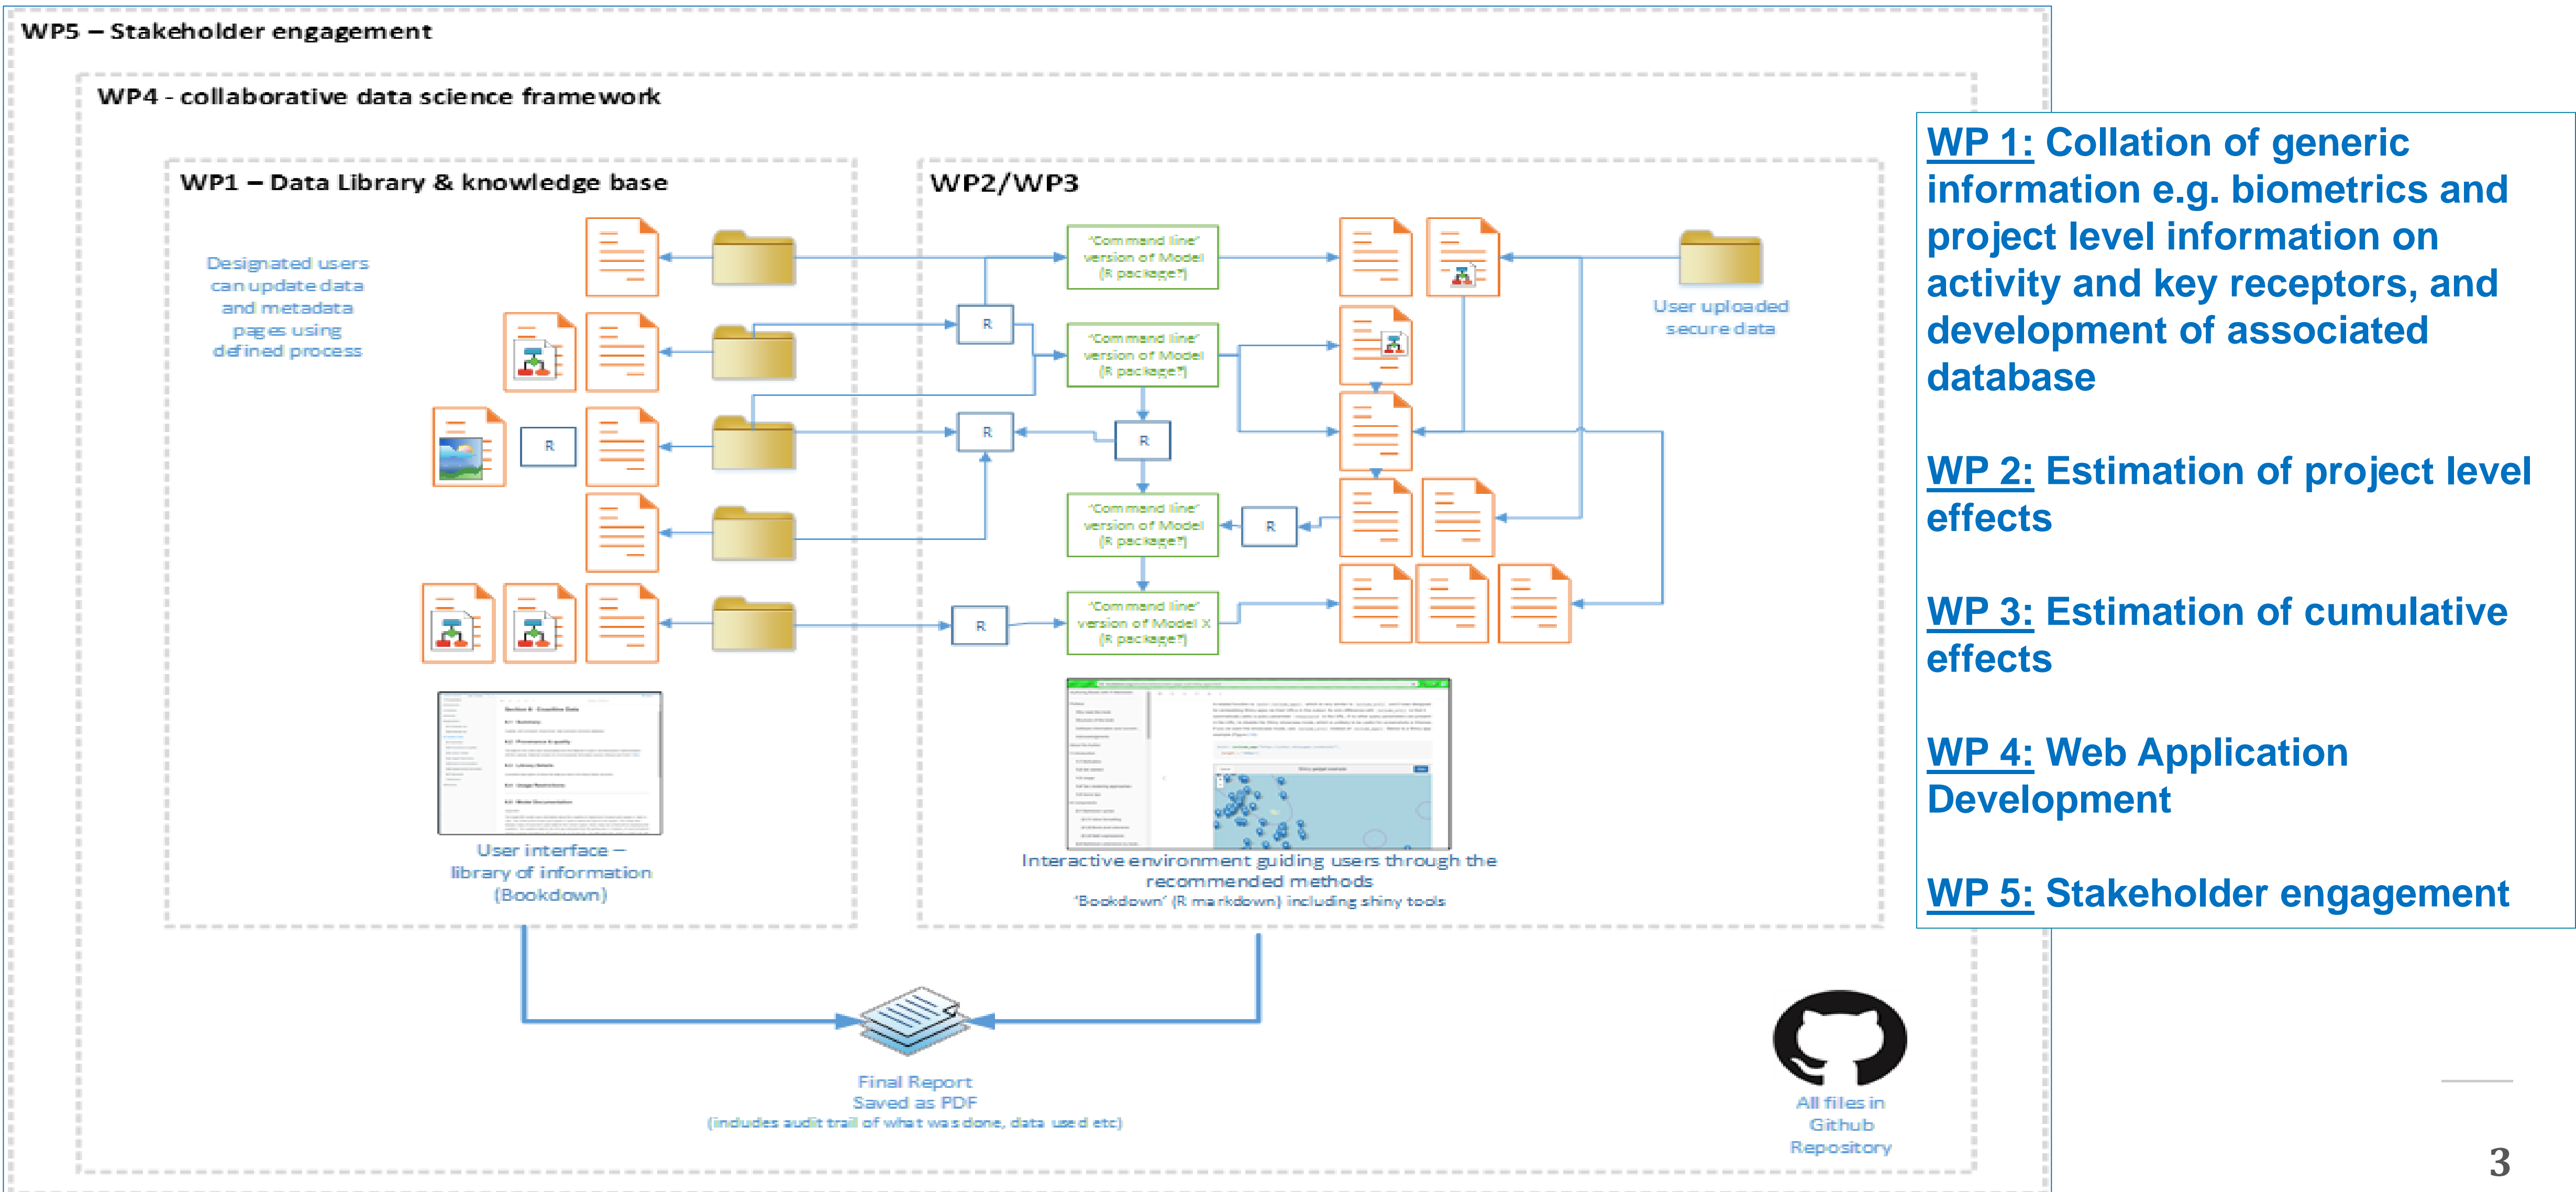 WP5 – Stakeholder engagement
WP4 - collaborative data science framework
WP1 – Data Library & knowledge base
Designated users
can update data
and metadata
pages using
defined process
R
User interface –
library of information
(Bookdown)
WP2/WP3
"Command line"
version of Model
(R package?)
R
"Command line"
version of Model
(R package?)
R
R
"Command line"
version of Model
(R package?)
R
"Command line"
version of Model X
(R package?)
R
User uploaded
secure data
Interactive environment guiding users through the
recommended methods
'Bookdown' (R markdown) including shiny tools
Final Report
Saved as PDF
(includes audit trail of what was done, data used etc)
All files in
Github
Repository
WP 1: Collation of generic
information e.g. biometrics and
project level information on
activity and key receptors, and
development of associated
database
WP 2: Estimation of project level
effects
WP 3: Estimation of cumulative
effects
WP 4: Web Application
Development
WP 5: Stakeholder engagement
3